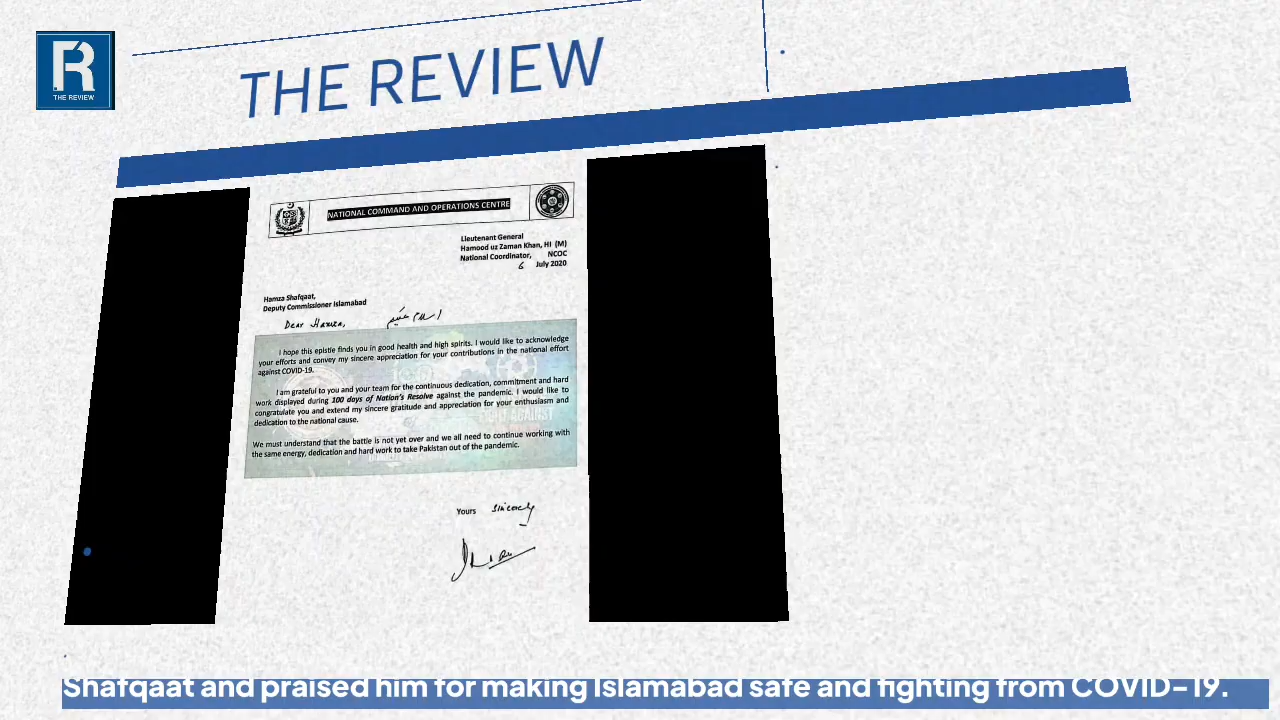 R
THE REVIEW
THE REVIEW
NATIONAL COMMAND AND OPERATIONS CENTRE
Lieutenant General
Hamood uz Zaman Khan, HI (M)
National Coordinator, NCOC
6 July 2020
Hamza Shafqaat,
Deputy Commissioner Islamabad
Dear Hamza,
I hope this epistle finds you in good health and high spirits. I would like to acknowledge
your efforts and convey my sincere appreciation for your contributions in the national effort
against COVID-19.
I am grateful to you and your team for the continuous dedication, commitment and hard
work displayed during 100 days of Nation's Resolve against the pandemic. I would like to
congratulate you and extend my sincere gratitude and appreciation for your enthusiasm and
dedication to the national cause.
We must understand that the battle is not yet over and we all need to continue working with
the same energy, dedication and hard work to take Pakistan out of the pandemic.
Yours Sincerely
Shafqaat and praised him for making Islamabad safe and fighting from COVID-19.